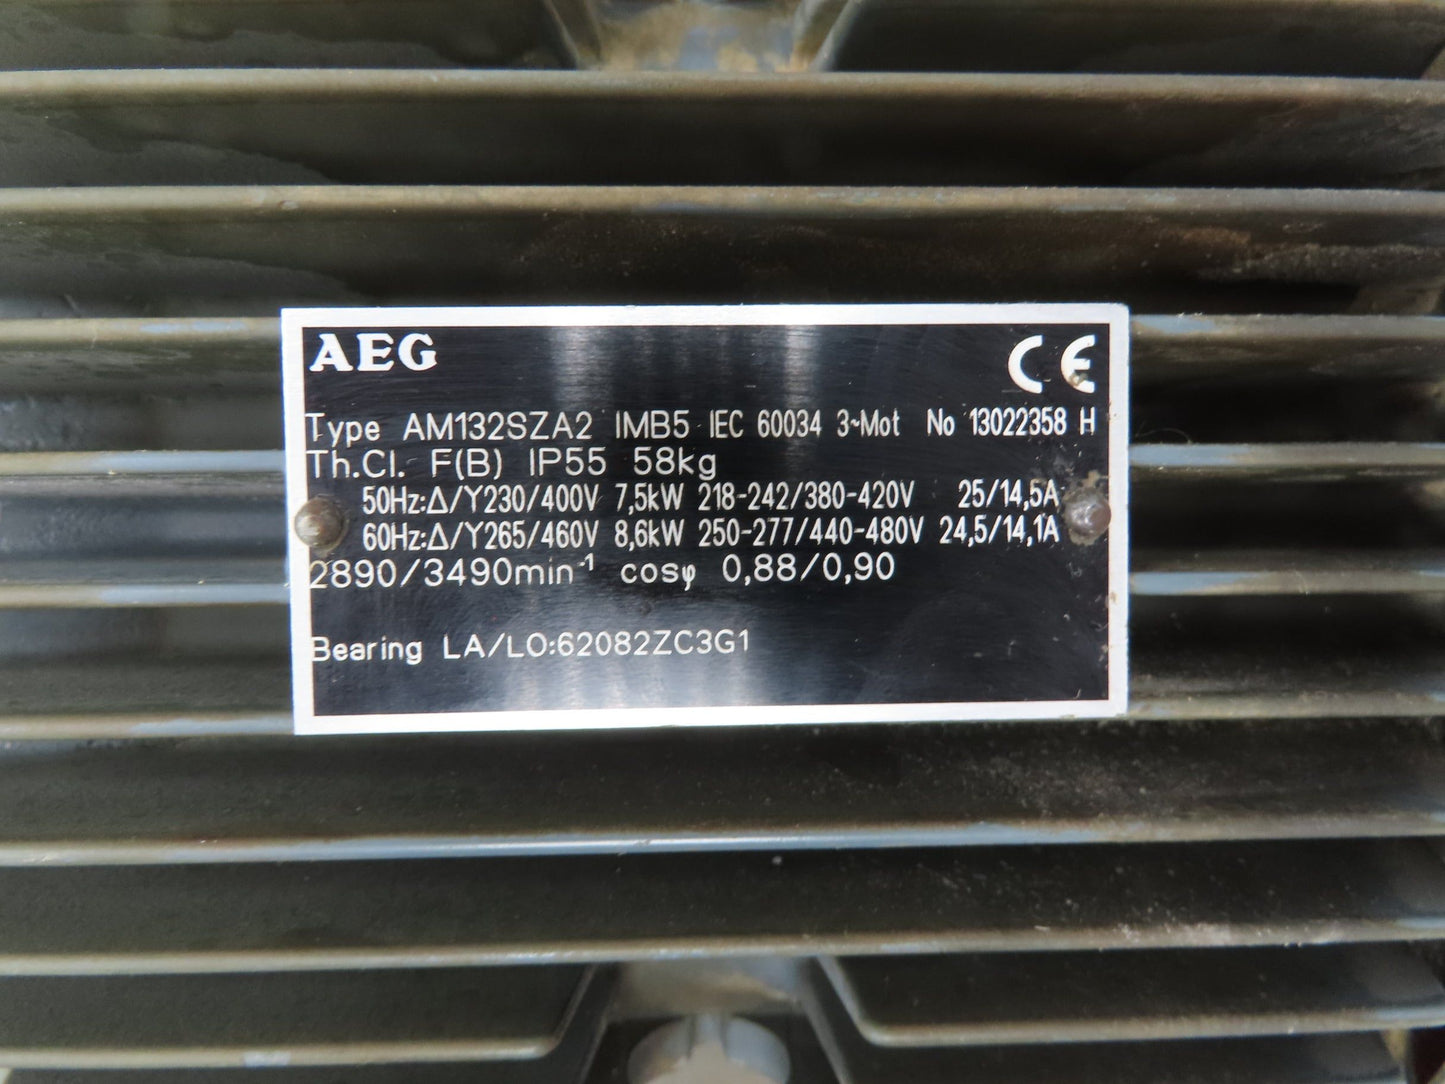 AEG CE
Type AM132SZA2 IMB5 IEC 60034 3~Mot No 13022358 H
Th.Cl. F(B) IP55 58kg
50Hz:Δ/Y230/400V 7,5kW 218-242/380-420V 25/14,5A
60Hz:Δ/Y265/460V 8,6kW 250-277/440-480V 24,5/14,1A
2890/3490min⁻¹ cosφ 0,88/0,90
Bearing LA/LO:62082ZC3G1